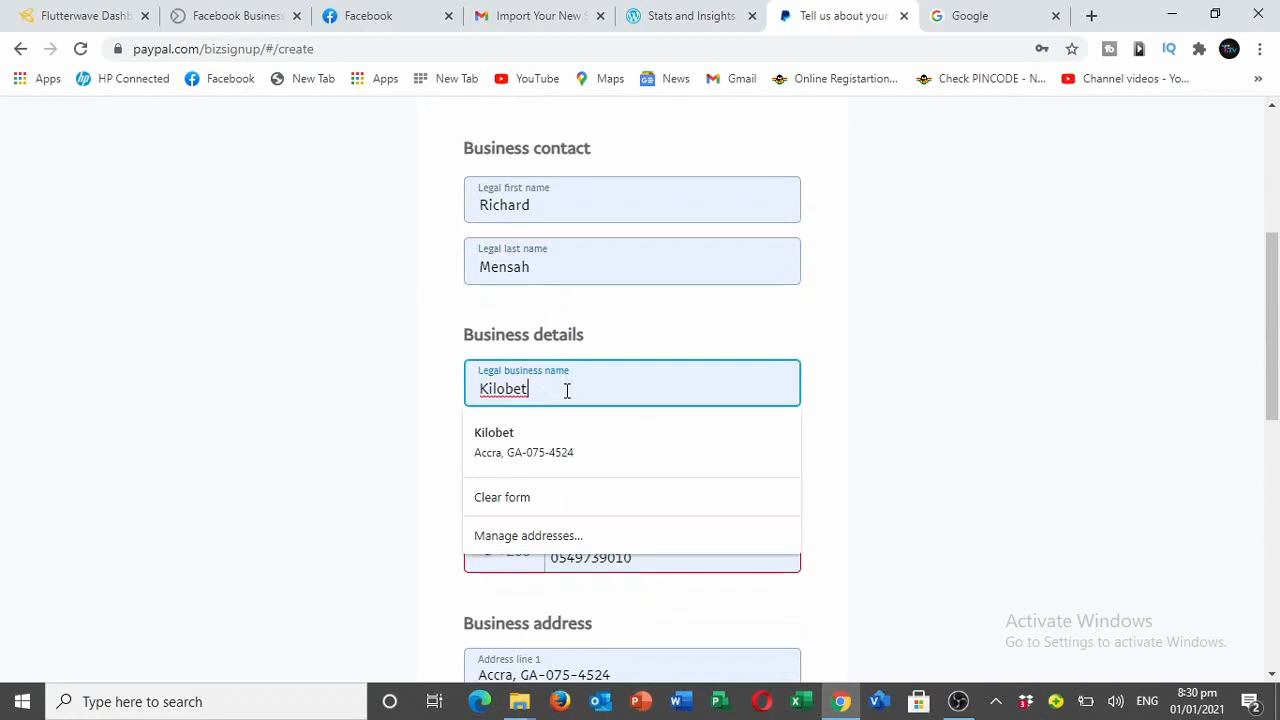 Flutterwave Dashb
Facebook Business
Facebook
Import Your New S
Stats and Insights
Tell us about your
Google
paypal.com/bizsignup/#/create
Apps
HP Connected
Facebook
New Tab
Apps
New Tab
YouTube
Maps
News
Gmail
Online Registartion...
Check PINCODE - N...
Channel videos - Yo...
Business contact
Legal first name
Richard
Legal last name
Mensah
Business details
Legal business name
Kilobet
Kilobet
Accra, GA-075-4524
Clear form
Manage addresses...
0549739010
Business address
Address line 1
Accra, GA-075-4524
Activate Windows
Go to Settings to activate Windows.
Type here to search
ENG
8:30 pm
01/01/2021
2